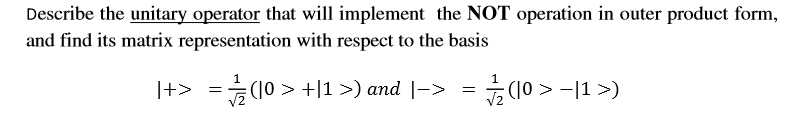 Describe the unitary operator that will implement the NOT operation in outer product form,
and find its matrix representation with respect to the basis
|+> = 1/√2 (|0 > +|1 >) and |−> = 1/√2 (|0 > −|1 >)